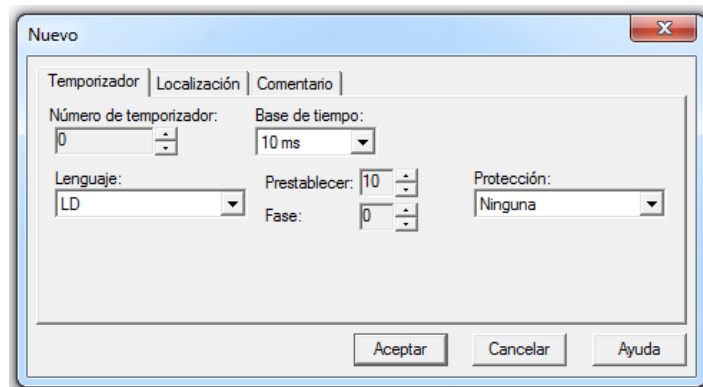 Nuevo
Temporizador Localización Comentario
Número de temporizador: Base de tiempo:
0 10 ms
Lenguaje: Prestablecer: 10 Protección:
LD Fase: 0 Ninguna
Aceptar Cancelar Ayuda